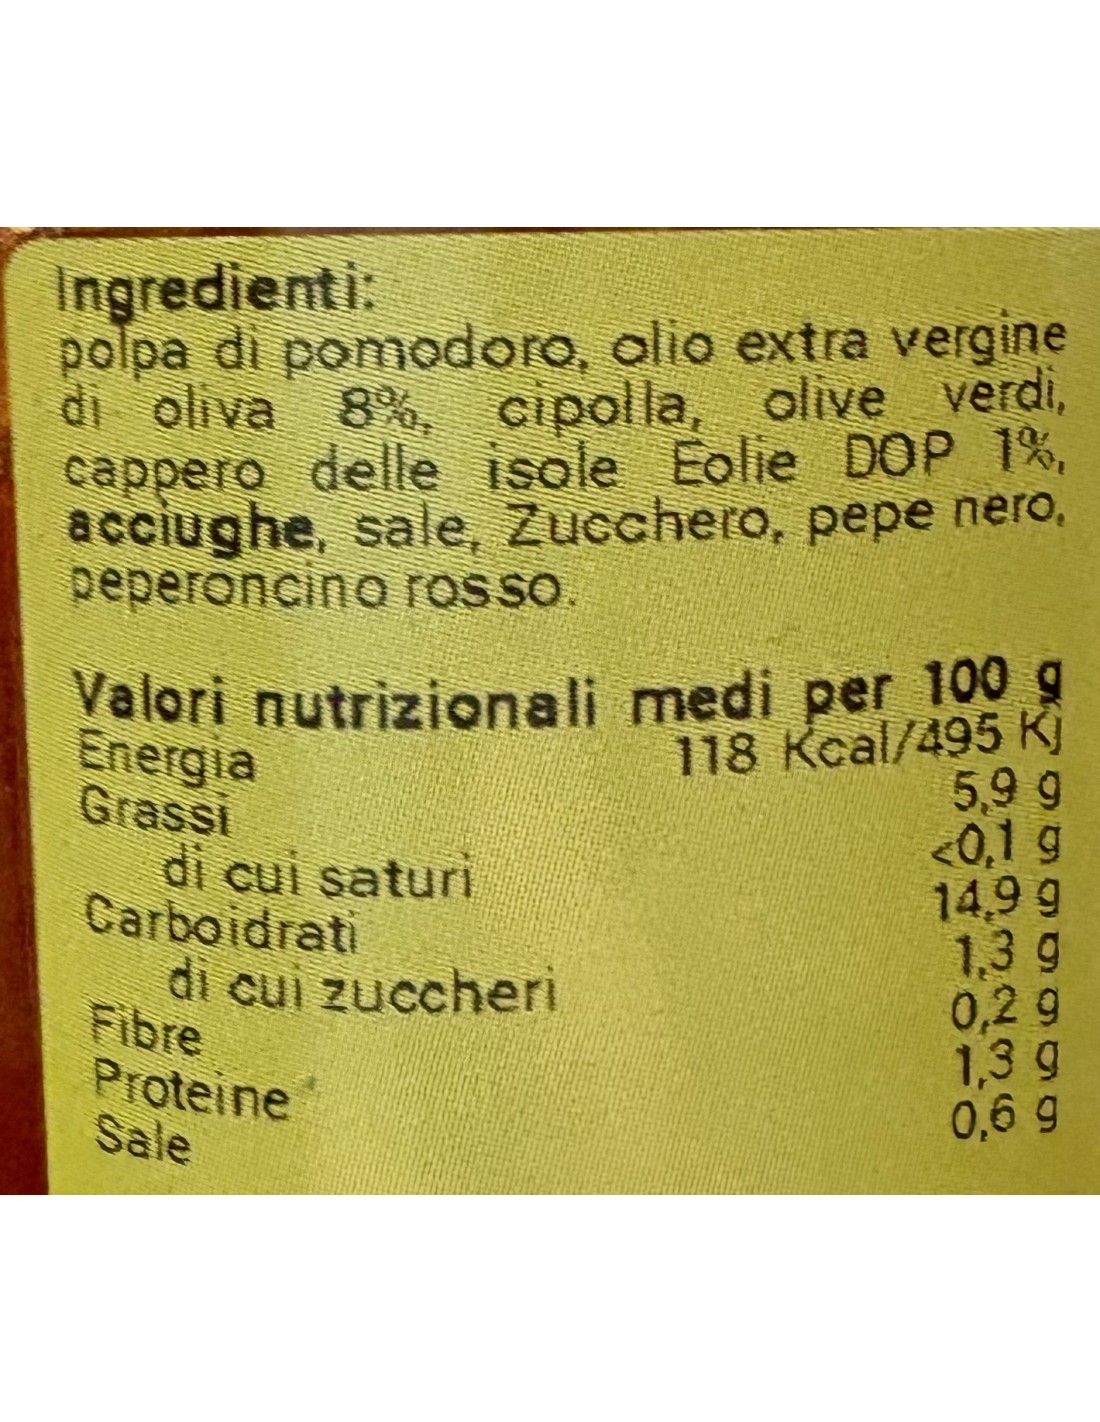 Ingredienti:
polpa di pomodoro, olio extra vergine
di oliva 8%, cipolla, olive verdi,
cappero delle isole Eolie DOP 1%,
acciughe, sale, Zucchero, pepe nero,
peperoncino rosso.
Valori nutrizionali medi per 100 g
Energia 118 Kcal/495 Kj
Grassi 5,9 g
di cui saturi <0,1 g
Carboidrati 14,9 g
di cui zuccheri 1,3 g
Fibre 0,2 g
Proteine 1,3 g
Sale 0,6 g